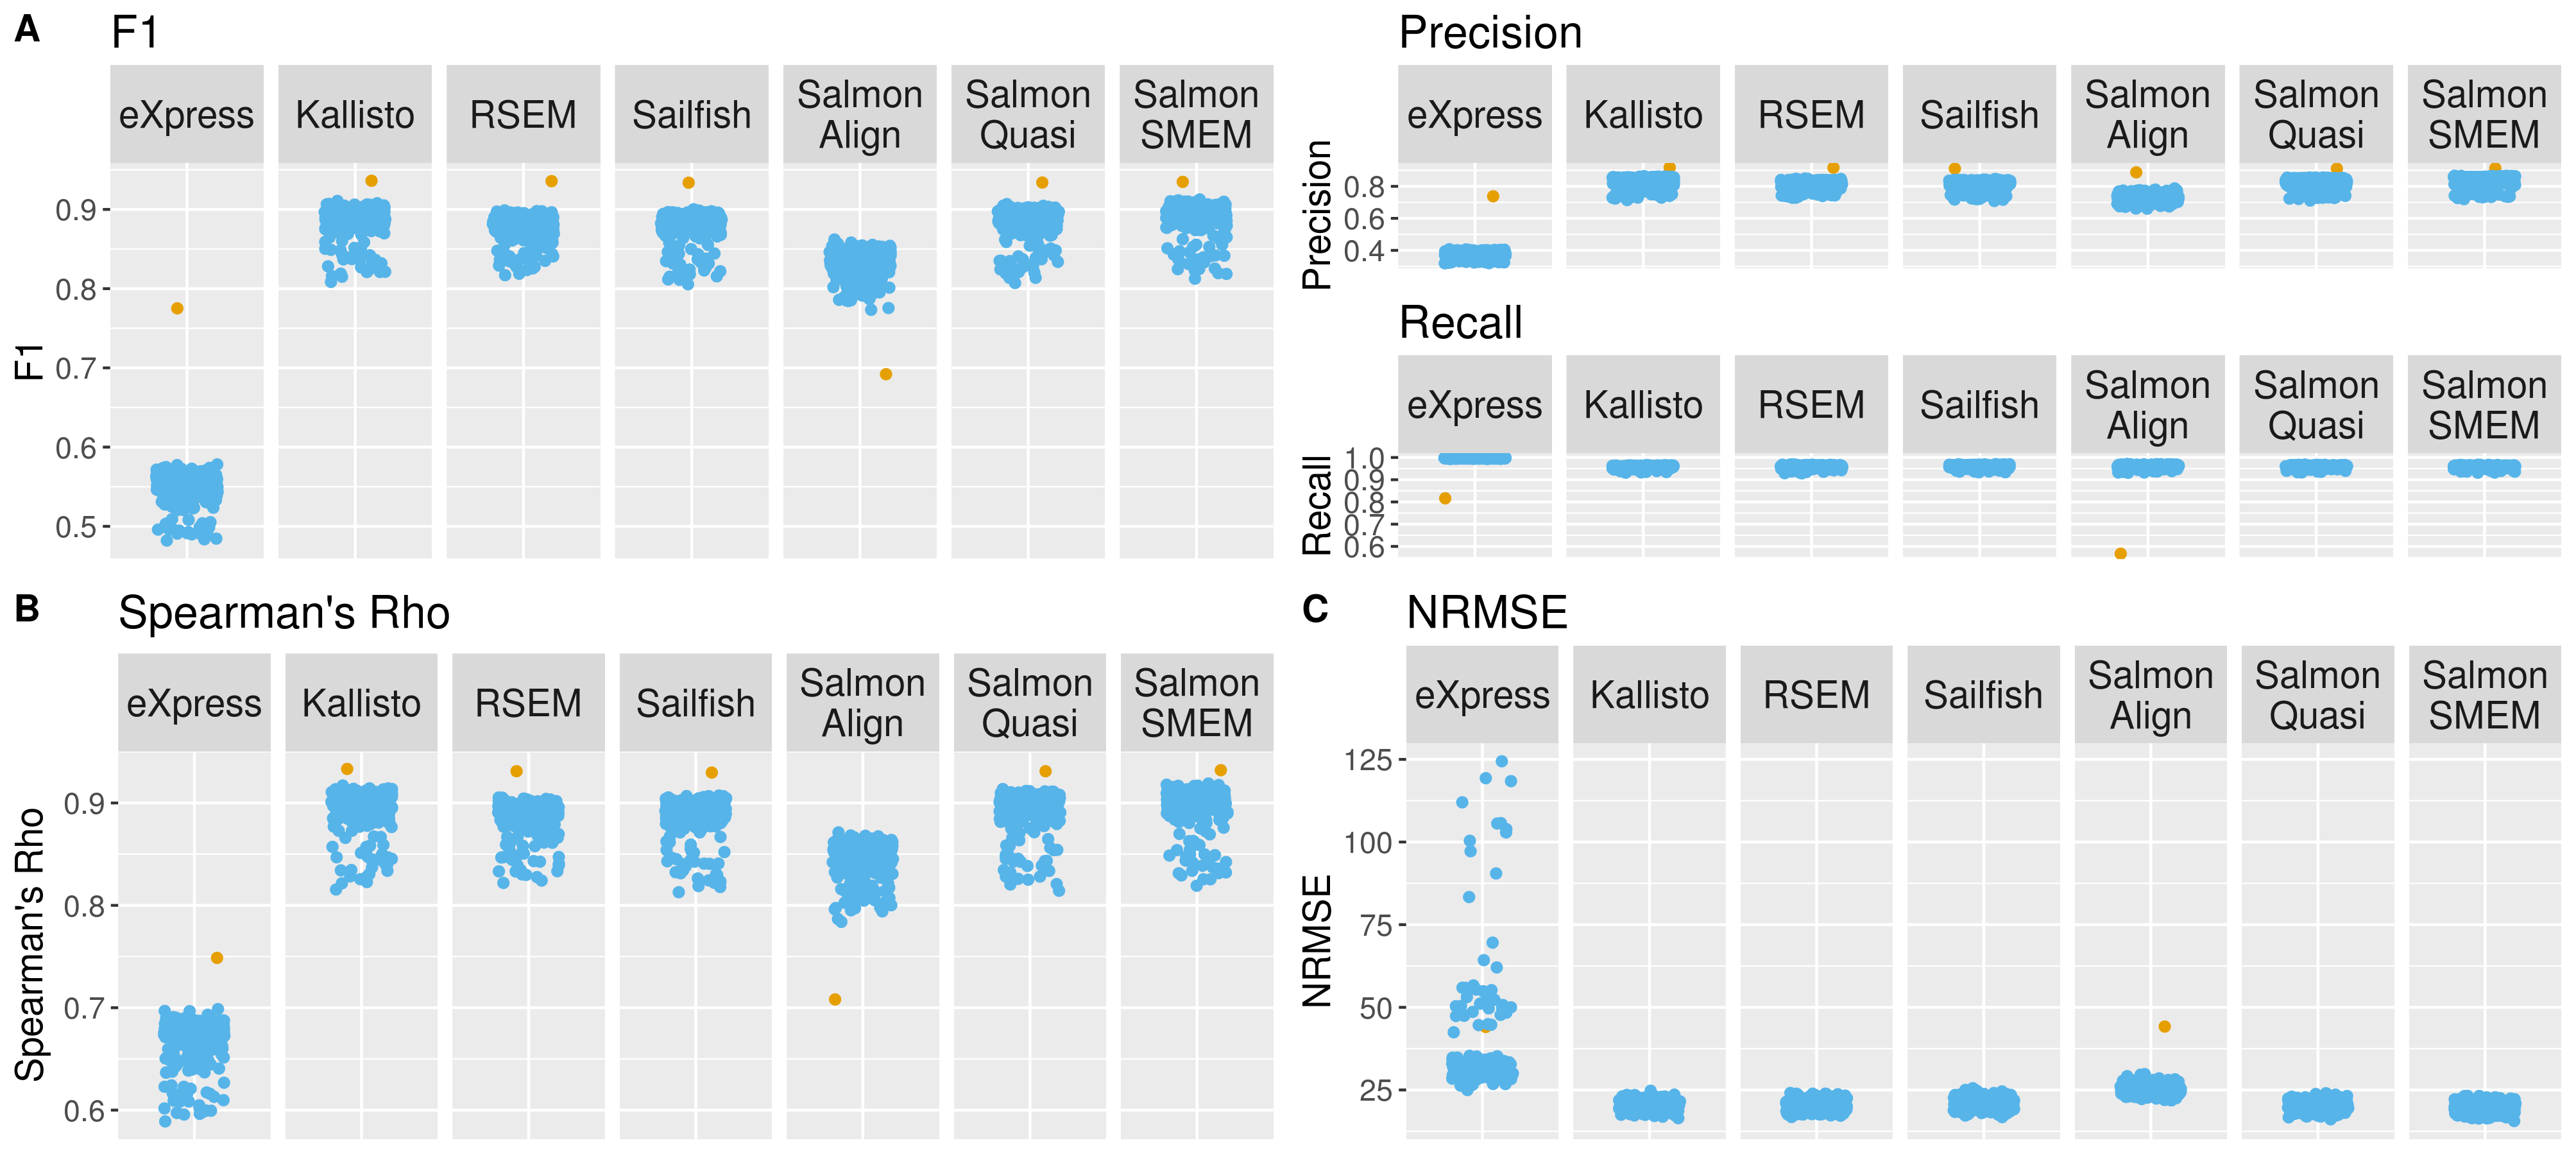 A
F1
eXpress
Kallisto
RSEM
Sailfish
Salmon
Align
Salmon
Quasi
Salmon
SMEM
F1
0.9
0.8
0.7
0.6
0.5
Precision
eXpress
Kallisto
RSEM
Sailfish
Salmon
Align
Salmon
Quasi
Salmon
SMEM
Precision
0.8
0.6
0.4
Recall
eXpress
Kallisto
RSEM
Sailfish
Salmon
Align
Salmon
Quasi
Salmon
SMEM
Recall
1.0
0.9
0.8
0.7
0.6
B
Spearman's Rho
eXpress
Kallisto
RSEM
Sailfish
Salmon
Align
Salmon
Quasi
Salmon
SMEM
Spearman's Rho
0.9
0.8
0.7
0.6
C
NRMSE
eXpress
Kallisto
RSEM
Sailfish
Salmon
Align
Salmon
Quasi
Salmon
SMEM
NRMSE
125
100
75
50
25